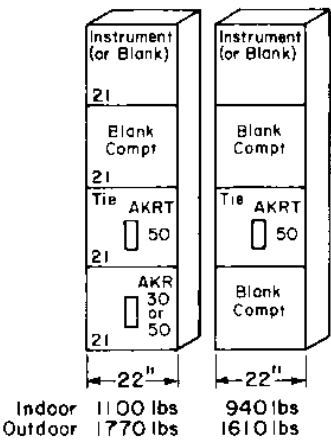 Instrument
(or Blank)
21
Blank
Compt
21
Tie AKRT
50
21
AKR
30
or
50
21
22"
Instrument
(or Blank)
Blank
Compt
Tie AKRT
50
Blank
Compt
22"
Indoor 1100 lbs 940 lbs
Outdoor 1770 lbs 1610 lbs